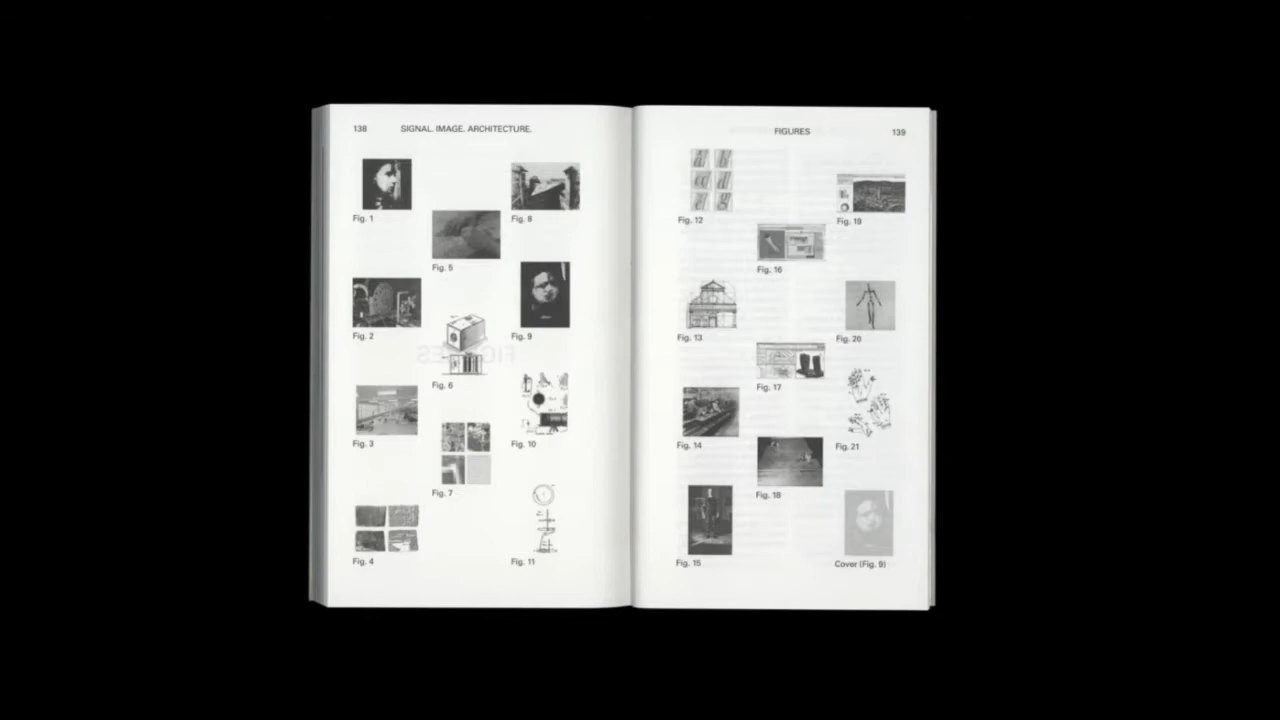 138 SIGNAL. IMAGE. ARCHITECTURE.
Fig. 1
Fig. 8
Fig. 5
Fig. 2
Fig. 9
Fig. 6
Fig. 3
Fig. 10
Fig. 7
Fig. 4
Fig. 11
FIGURES 139
Fig. 12
Fig. 19
Fig. 16
Fig. 13
Fig. 20
Fig. 17
Fig. 14
Fig. 21
Fig. 18
Fig. 15
Cover (Fig. 9)